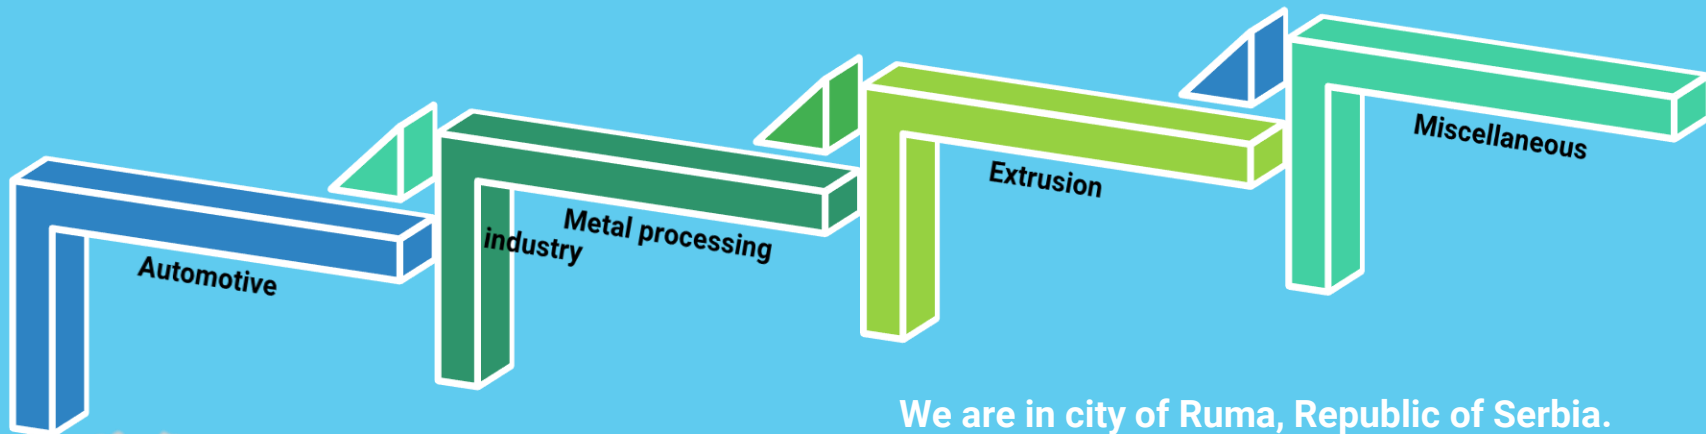 Automotive
Metal processing
industry
Extrusion
Miscellaneous
We are in city of Ruma, Republic of Serbia.